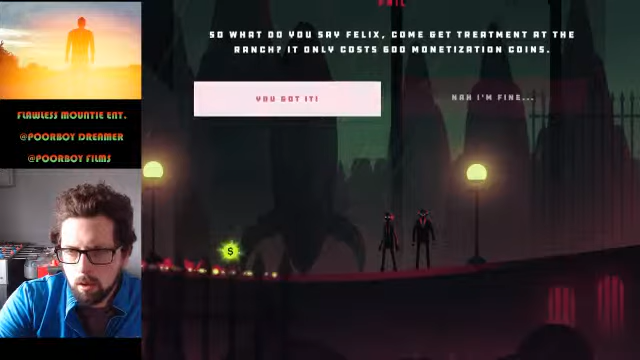 PHIL
SO WHAT DO YOU SAY FELIX, COME GET TREATMENT AT THE
RANCH? IT ONLY COSTS 600 MONETIZATION COINS.
YOU GOT IT!
NAH I'M FINE...
FLAWLESS MOUNTIE ENT.
@POORBOY DREAMER
@POORBOY FILMS
$